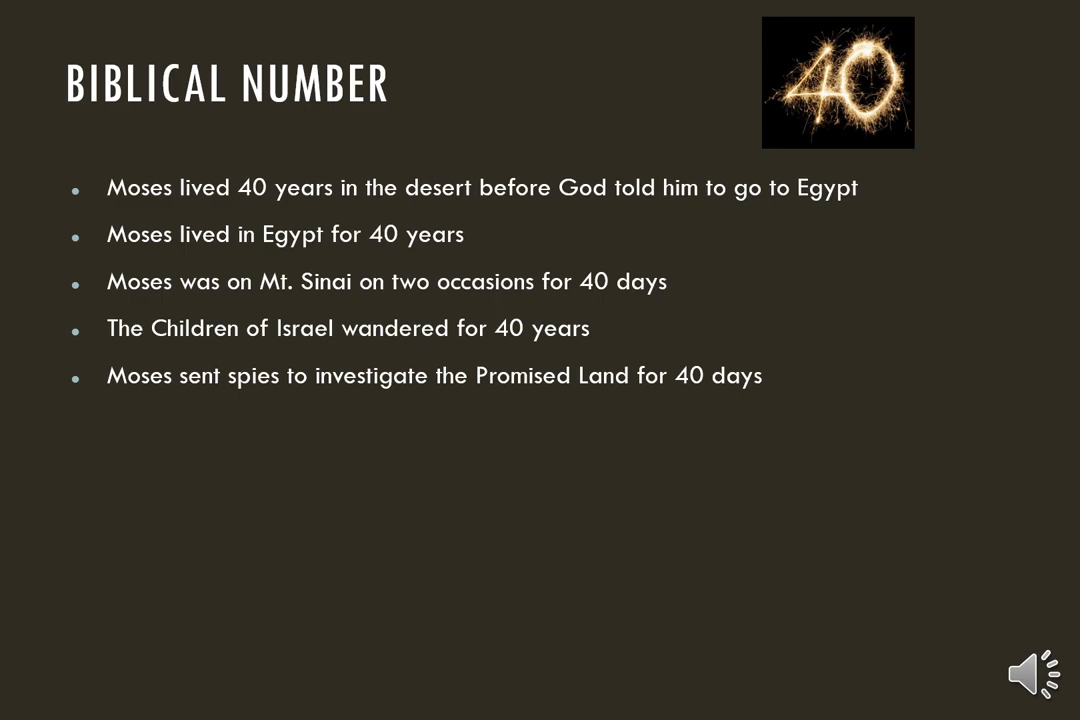 BIBLICAL NUMBER
40
• Moses lived 40 years in the desert before God told him to go to Egypt
• Moses lived in Egypt for 40 years
• Moses was on Mt. Sinai on two occasions for 40 days
• The Children of Israel wandered for 40 years
• Moses sent spies to investigate the Promised Land for 40 days